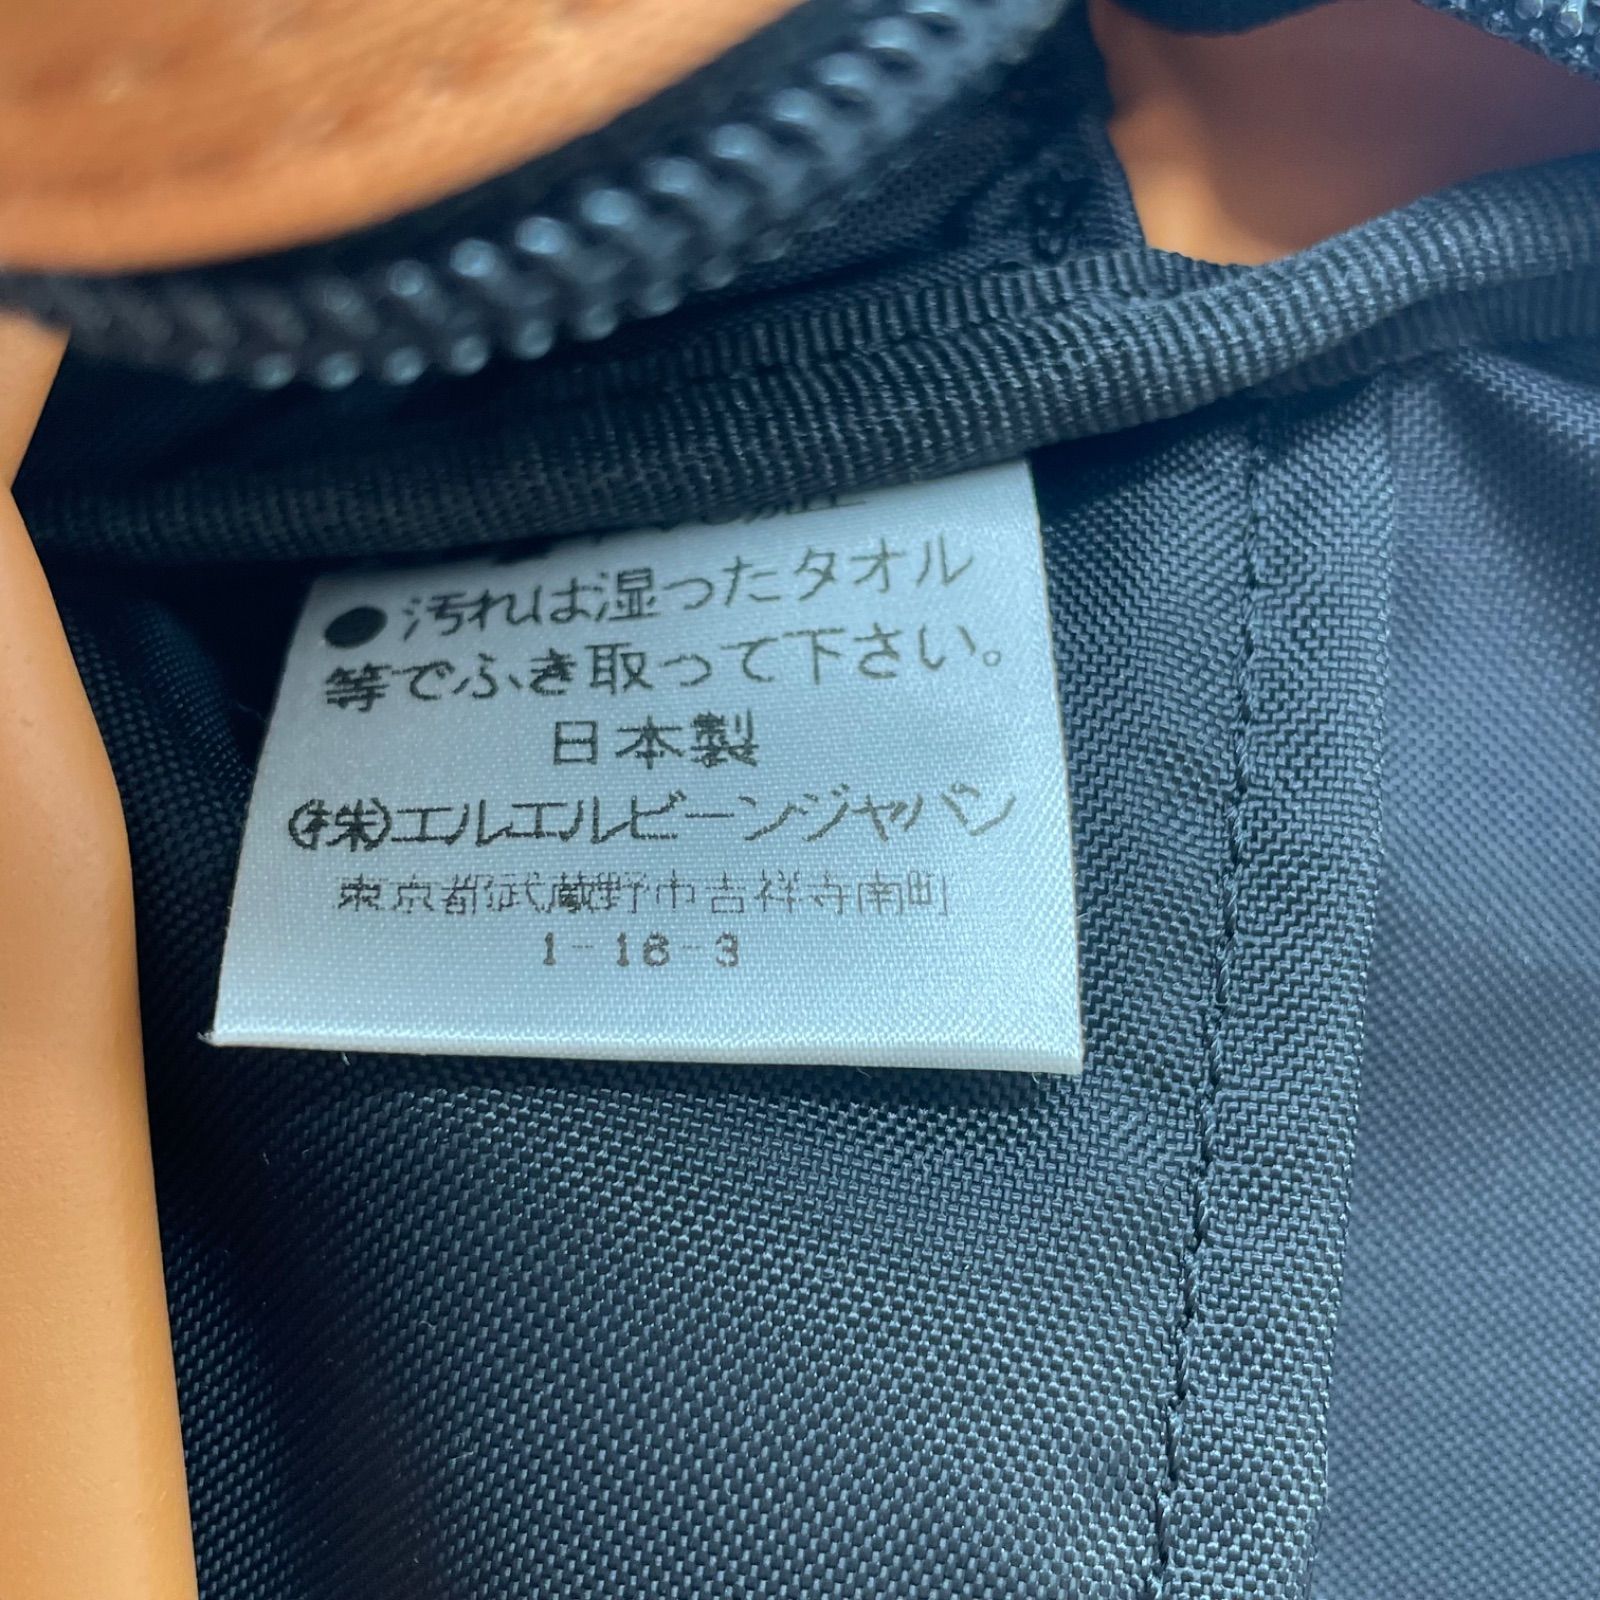 ●汚れは湿ったタオル
等でふき取って下さい。
日本製
㈱エルエルビーンジャパン
東京都武蔵野市吉祥寺南町
1-16-3